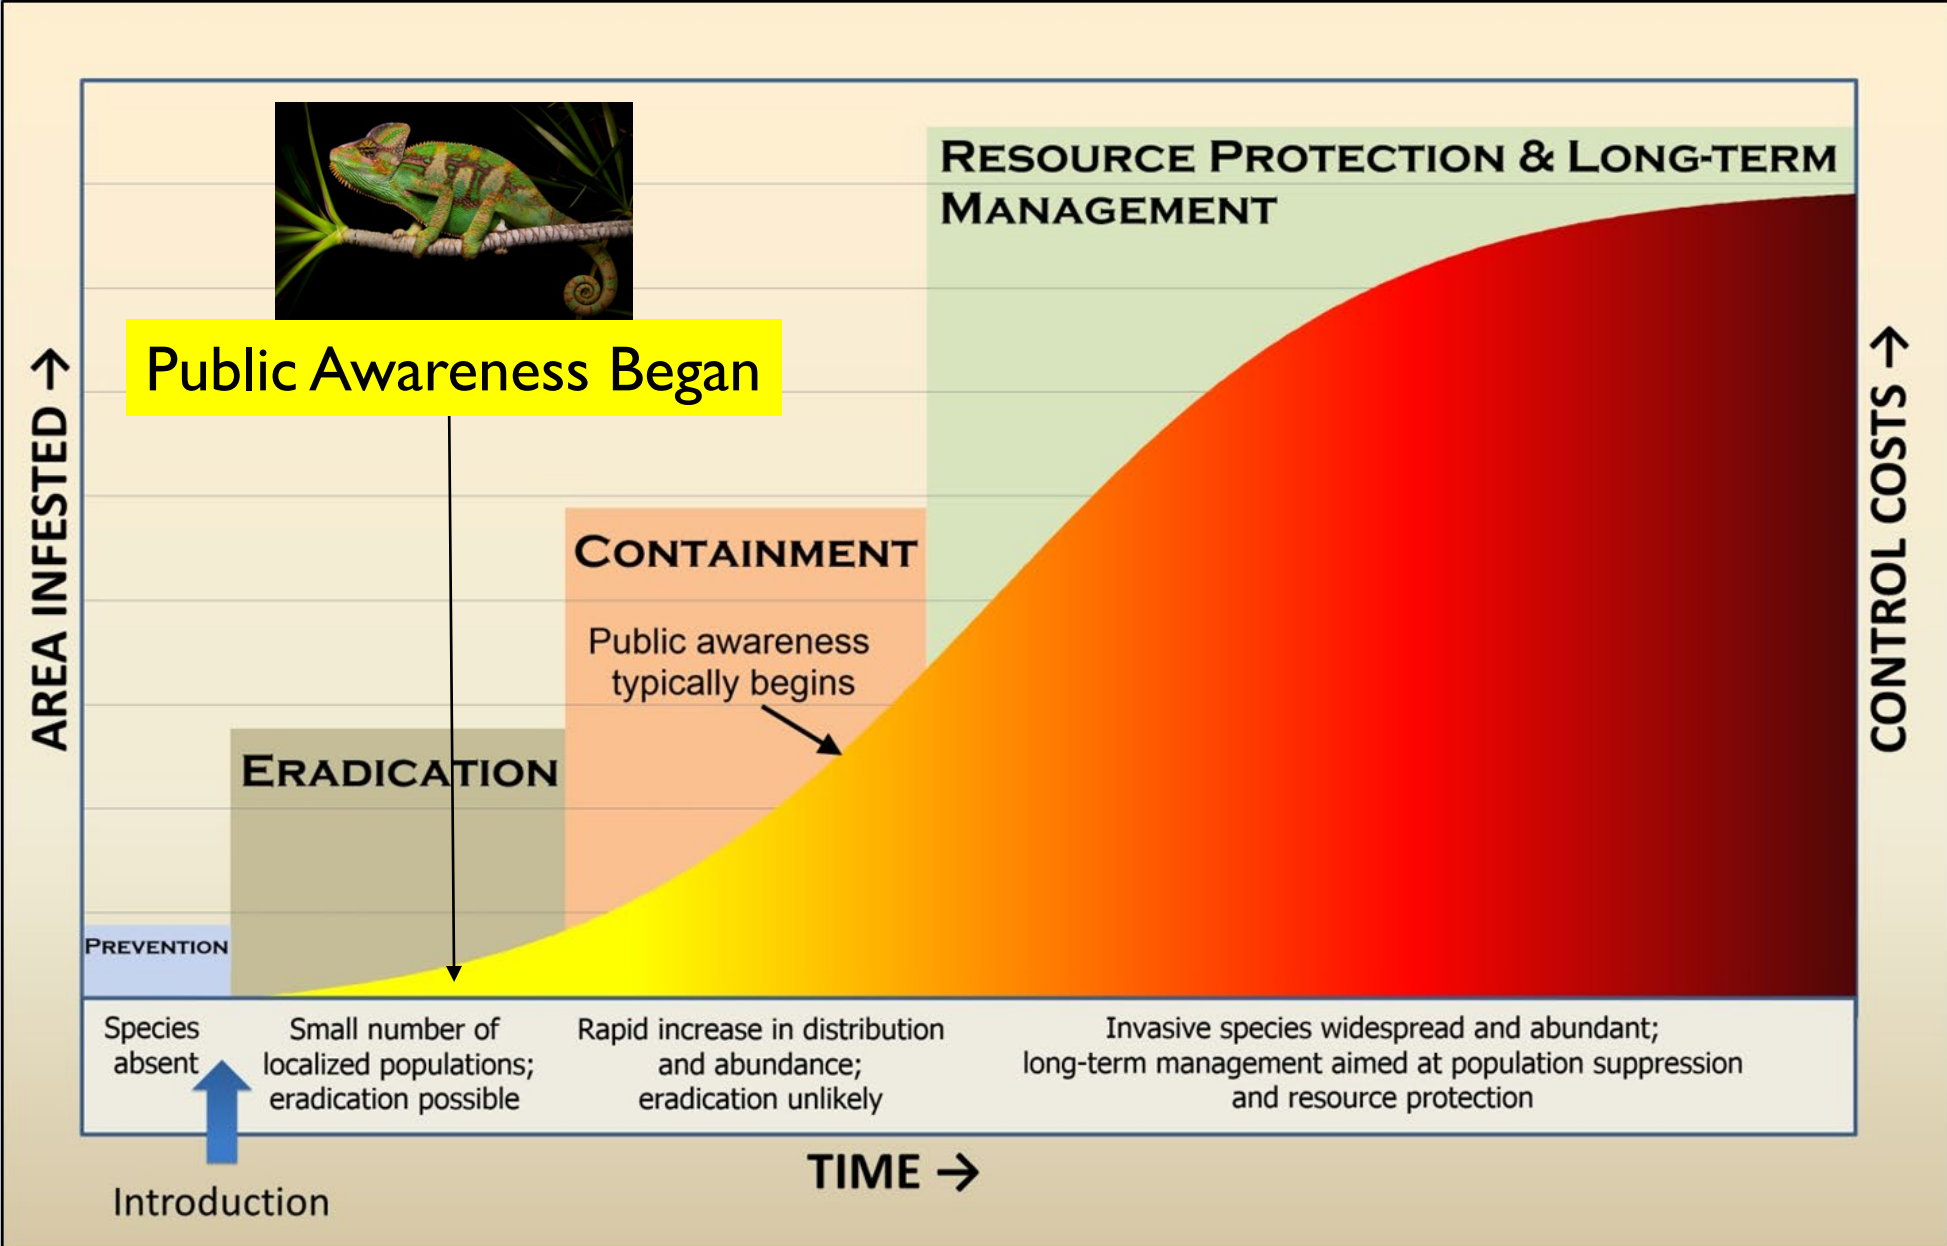 RESOURCE PROTECTION & LONG-TERM
MANAGEMENT
Public Awareness Began
AREA INFESTED →
CONTROL COSTS →
CONTAINMENT
Public awareness
typically begins
ERADICATION
PREVENTION
Species
absent
Small number of
localized populations;
eradication possible
Rapid increase in distribution
and abundance;
eradication unlikely
Invasive species widespread and abundant;
long-term management aimed at population suppression
and resource protection
TIME →
Introduction